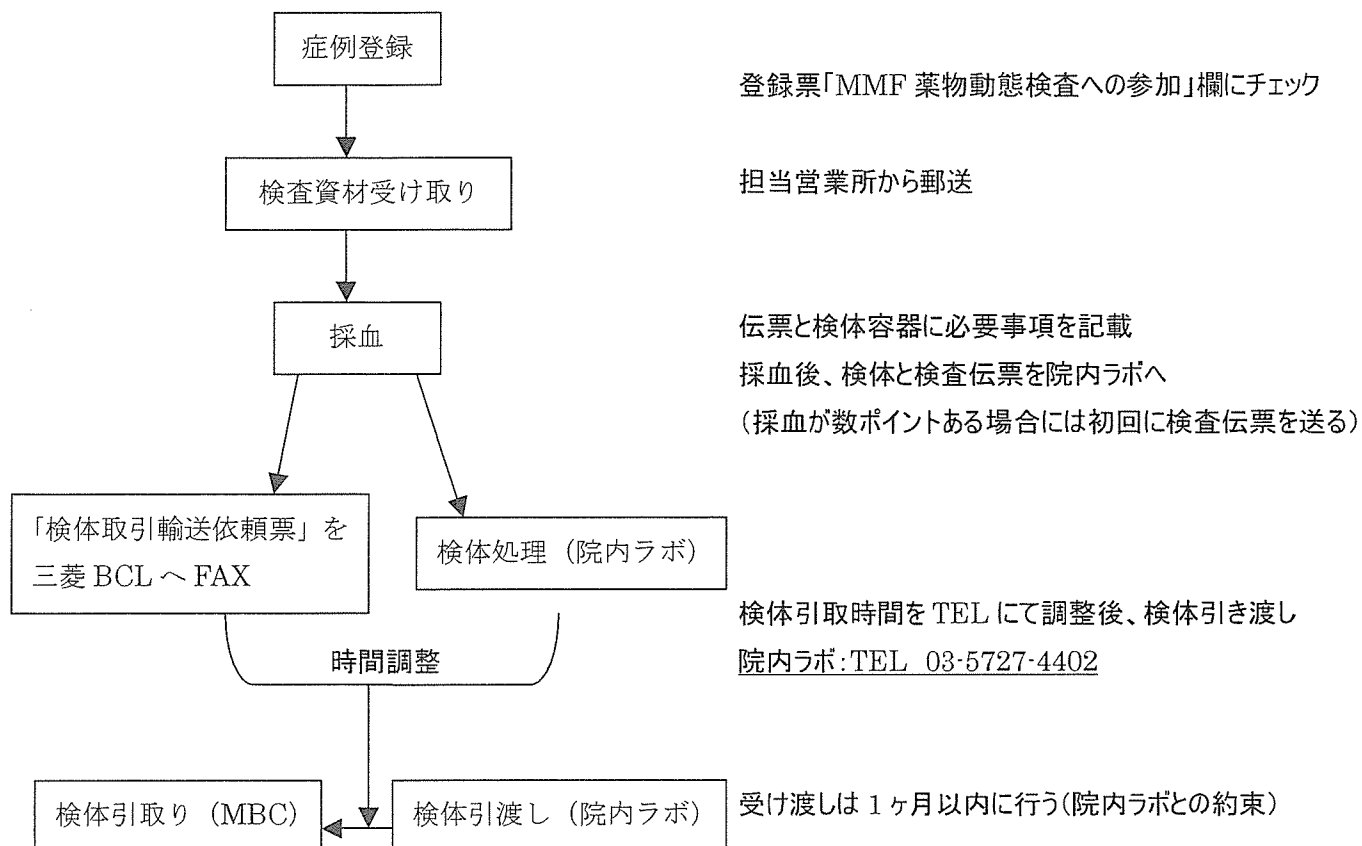 症例登録
登録票「MMF 薬物動態検査への参加」欄にチェック
検査資材受け取り
担当営業所から郵送
採血
伝票と検体容器に必要事項を記載
採血後、検体と検査伝票を院内ラボへ
(採血が数ポイントある場合には初回に検査伝票を送る)
「検体取引輸送依頼票」を
三菱 BCL へ FAX
検体処理（院内ラボ）
検体引取時間を TEL にて調整後、検体引き渡し
院内ラボ:TEL 03-5727-4402
時間調整
検体引取り（MBC）
検体引渡し（院内ラボ）
受け渡しは 1 ヶ月以内に行う(院内ラボとの約束)